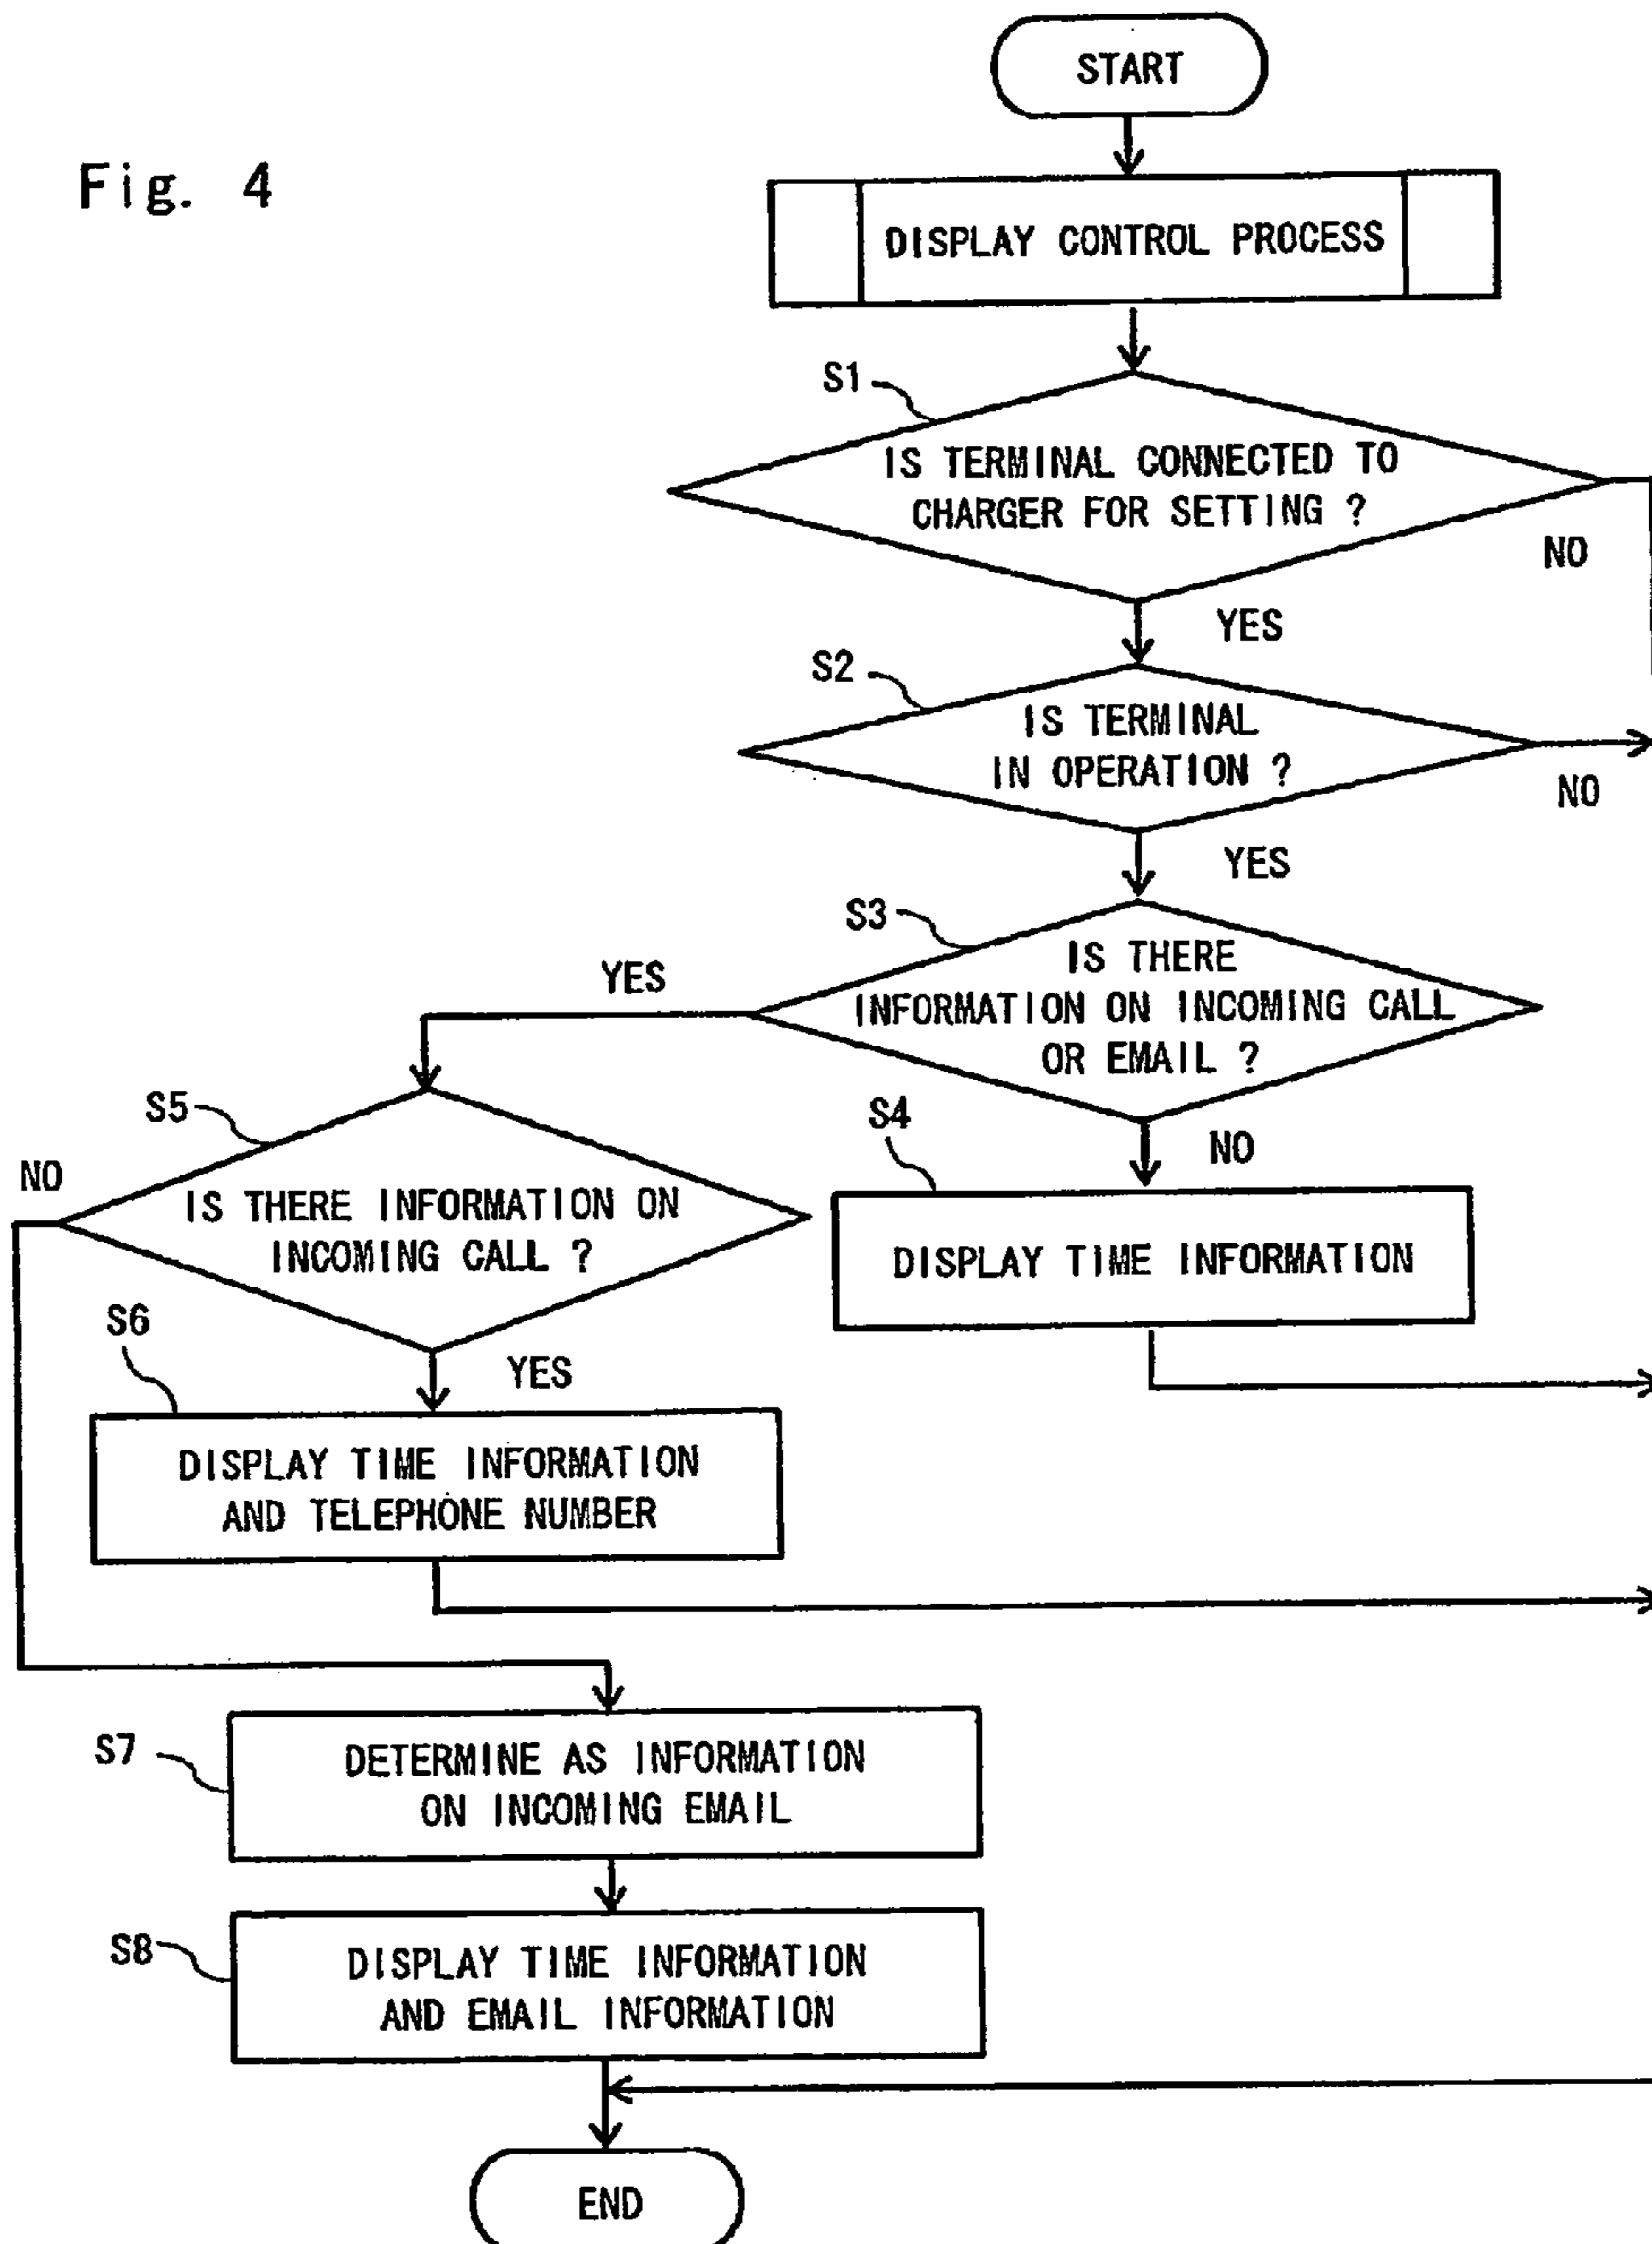 Fig. 4
START
DISPLAY CONTROL PROCESS
S1
IS TERMINAL CONNECTED TO
CHARGER FOR SETTING ?
NO
YES
S2
IS TERMINAL
IN OPERATION ?
NO
YES
S3
IS THERE
INFORMATION ON INCOMING CALL
OR EMAIL ?
YES
NO
S4
DISPLAY TIME INFORMATION
S5
IS THERE INFORMATION ON
INCOMING CALL ?
NO
YES
S6
DISPLAY TIME INFORMATION
AND TELEPHONE NUMBER
S7
DETERMINE AS INFORMATION
ON INCOMING EMAIL
S8
DISPLAY TIME INFORMATION
AND EMAIL INFORMATION
END